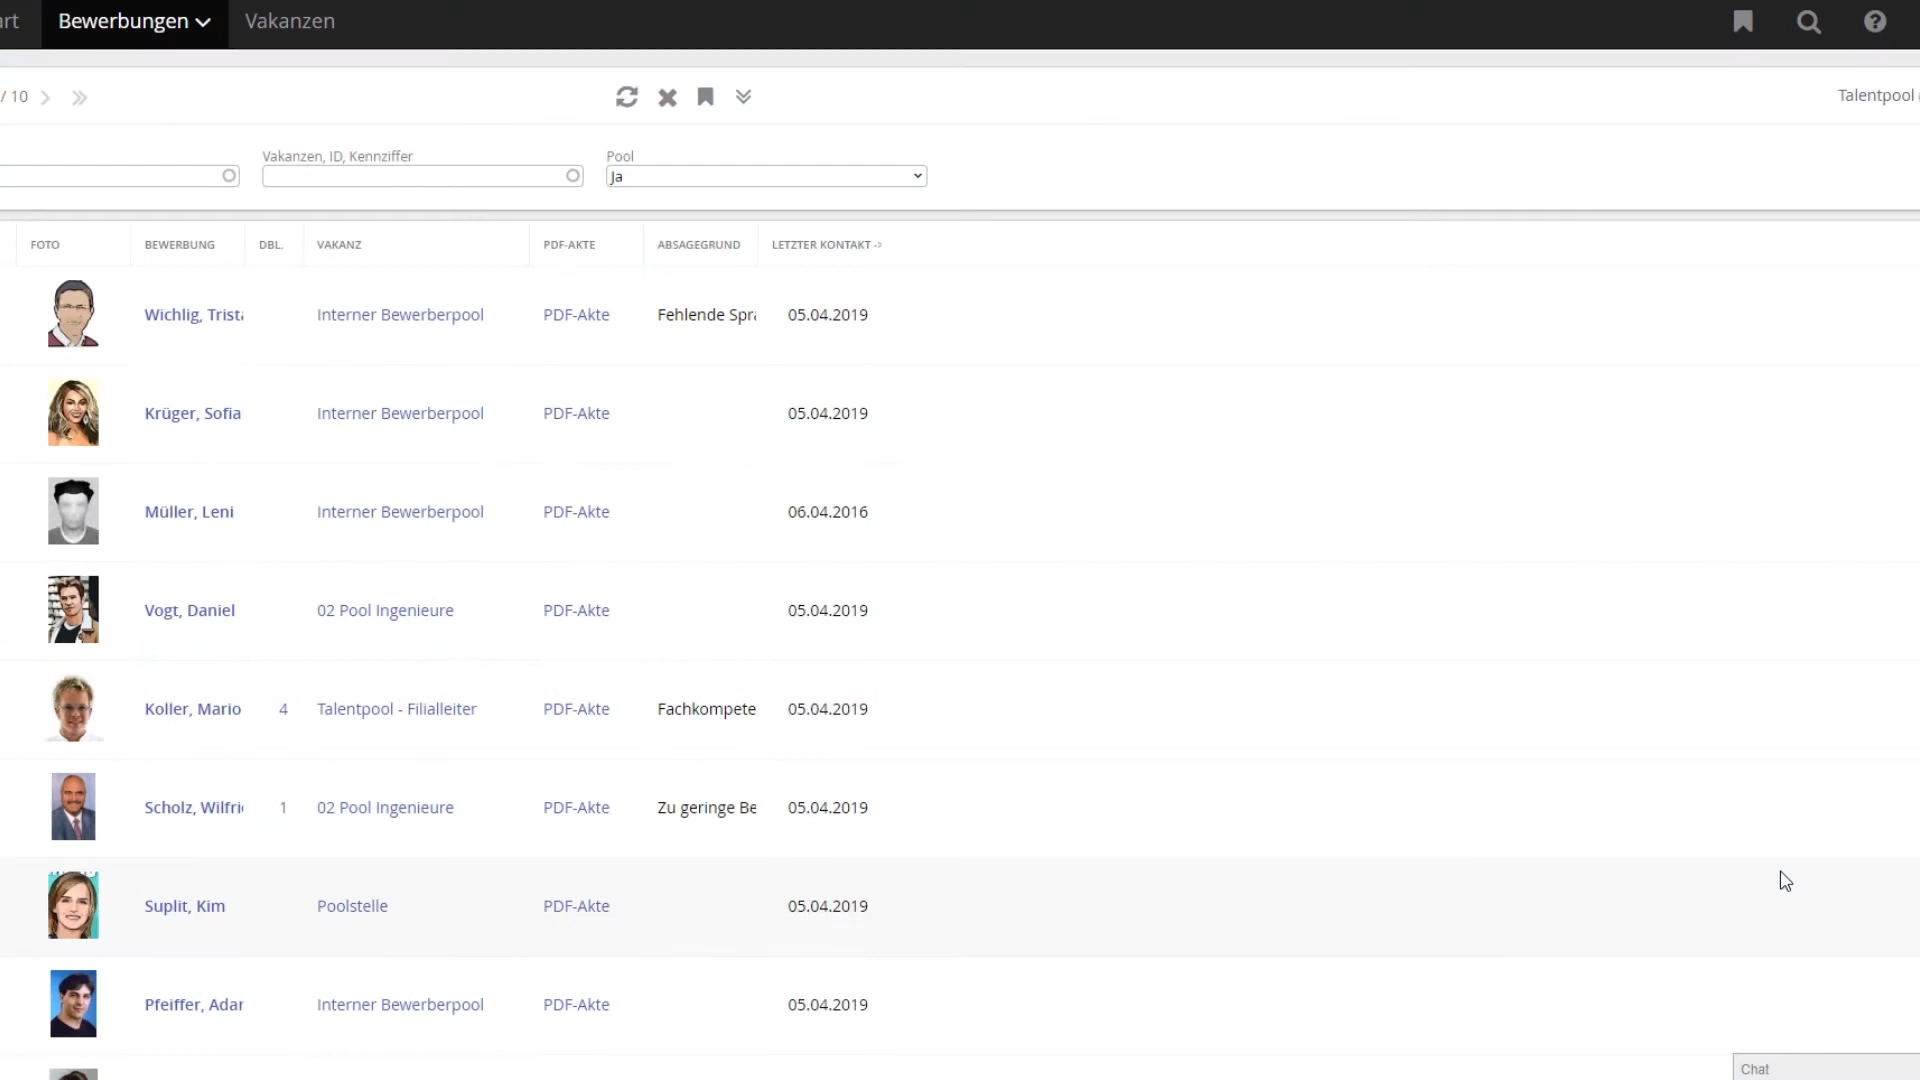 rt Bewerbungen Vakanzen
/ 10 Talentpool
Vakanzen, ID, Kennziffer Pool
Ja
FOTO BEWERBUNG DBL. VAKANZ PDF-AKTE ABSAGEGRUND LETZTER KONTAKT ->
Wichlig, Trista Interner Bewerberpool PDF-Akte Fehlende Spra 05.04.2019
Krüger, Sofia Interner Bewerberpool PDF-Akte 05.04.2019
Müller, Leni Interner Bewerberpool PDF-Akte 06.04.2016
Vogt, Daniel 02 Pool Ingenieure PDF-Akte 05.04.2019
Koller, Mario 4 Talentpool - Filialleiter PDF-Akte Fachkompete 05.04.2019
Scholz, Wilfri 1 02 Pool Ingenieure PDF-Akte Zu geringe Be 05.04.2019
Suplit, Kim Poolstelle PDF-Akte 05.04.2019
Pfeiffer, Adar Interner Bewerberpool PDF-Akte 05.04.2019
Chat